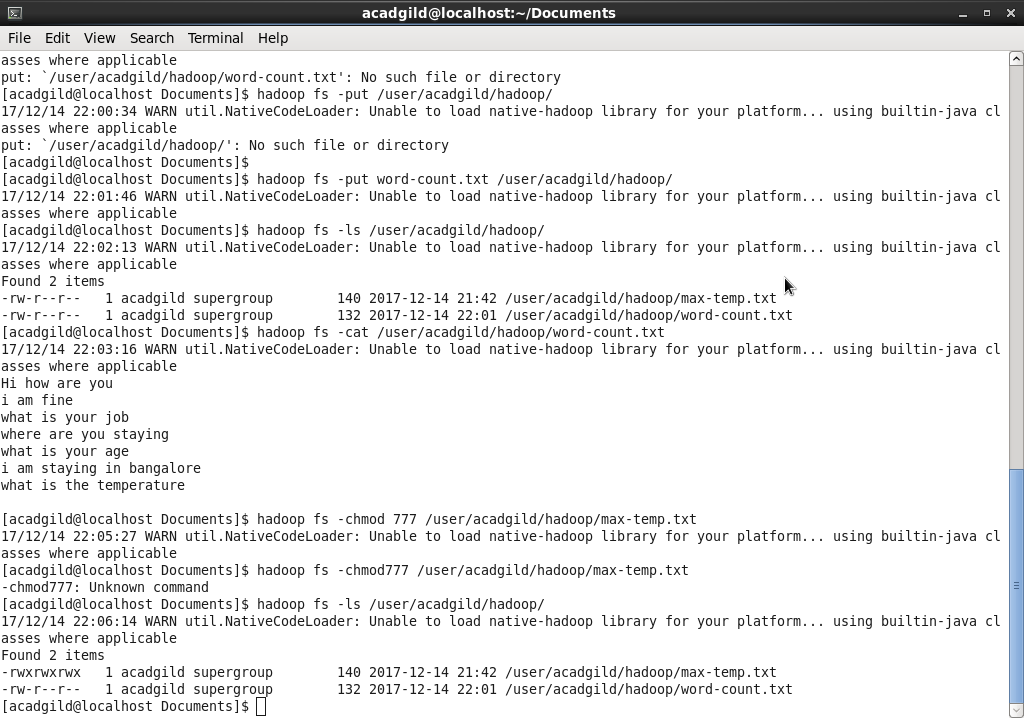 acadgild@localhost:~/Documents
File Edit View Search Terminal Help
asses where applicable
put: `/user/acadgild/hadoop/word-count.txt': No such file or directory
[acadgild@localhost Documents]$ hadoop fs -put /user/acadgild/hadoop/
17/12/14 22:00:34 WARN util.NativeCodeLoader: Unable to load native-hadoop library for your platform... using builtin-java cl
asses where applicable
put: `/user/acadgild/hadoop/': No such file or directory
[acadgild@localhost Documents]$
[acadgild@localhost Documents]$ hadoop fs -put word-count.txt /user/acadgild/hadoop/
17/12/14 22:01:46 WARN util.NativeCodeLoader: Unable to load native-hadoop library for your platform... using builtin-java cl
asses where applicable
[acadgild@localhost Documents]$ hadoop fs -ls /user/acadgild/hadoop/
17/12/14 22:02:13 WARN util.NativeCodeLoader: Unable to load native-hadoop library for your platform... using builtin-java cl
asses where applicable
Found 2 items
-rw-r--r--   1 acadgild supergroup        140 2017-12-14 21:42 /user/acadgild/hadoop/max-temp.txt
-rw-r--r--   1 acadgild supergroup        132 2017-12-14 22:01 /user/acadgild/hadoop/word-count.txt
[acadgild@localhost Documents]$ hadoop fs -cat /user/acadgild/hadoop/word-count.txt
17/12/14 22:03:16 WARN util.NativeCodeLoader: Unable to load native-hadoop library for your platform... using builtin-java cl
asses where applicable
Hi how are you
i am fine
what is your job
where are you staying
what is your age
i am staying in bangalore
what is the temperature
[acadgild@localhost Documents]$ hadoop fs -chmod 777 /user/acadgild/hadoop/max-temp.txt
17/12/14 22:05:27 WARN util.NativeCodeLoader: Unable to load native-hadoop library for your platform... using builtin-java cl
asses where applicable
[acadgild@localhost Documents]$ hadoop fs -chmod777 /user/acadgild/hadoop/max-temp.txt
-chmod777: Unknown command
[acadgild@localhost Documents]$ hadoop fs -ls /user/acadgild/hadoop/
17/12/14 22:06:14 WARN util.NativeCodeLoader: Unable to load native-hadoop library for your platform... using builtin-java cl
asses where applicable
Found 2 items
-rwxrwxrwx   1 acadgild supergroup        140 2017-12-14 21:42 /user/acadgild/hadoop/max-temp.txt
-rw-r--r--   1 acadgild supergroup        132 2017-12-14 22:01 /user/acadgild/hadoop/word-count.txt
[acadgild@localhost Documents]$